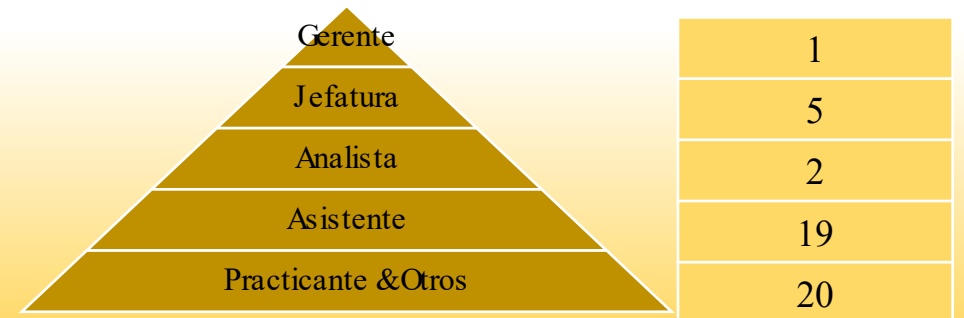 Gerente
1
Jefatura
5
Analista
2
Asistente
19
Practicante &Otros
20